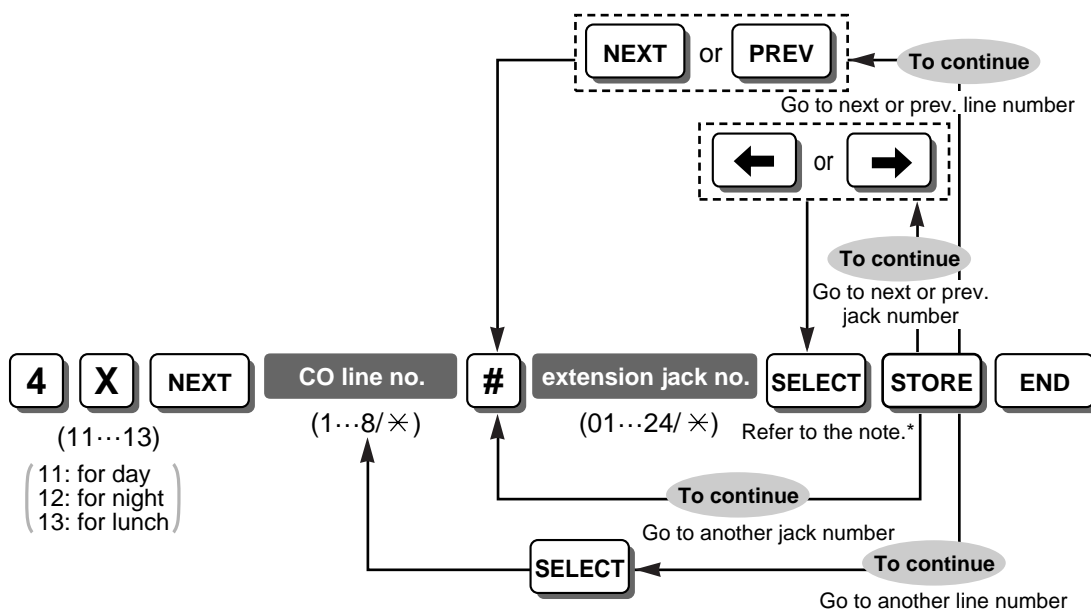 NEXT or PREV
To continue
Go to next or prev. line number
← or →
To continue
Go to next or prev.
jack number
4 X NEXT CO line no. # extension jack no. SELECT STORE END
(11···13)
(1···8/✳)
(01···24/✳)
Refer to the note.*
11: for day
12: for night
13: for lunch
To continue
Go to another jack number
SELECT
To continue
Go to another line number